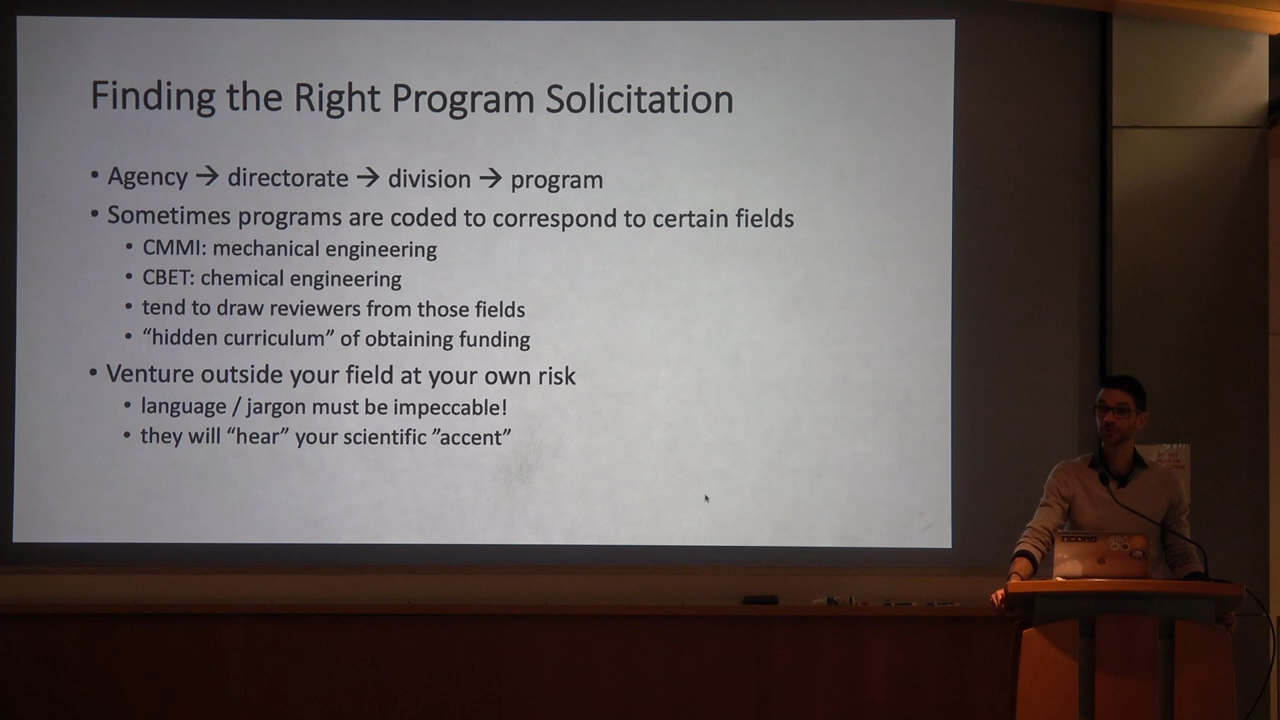 Finding the Right Program Solicitation
• Agency → directorate → division → program
• Sometimes programs are coded to correspond to certain fields
• CMMI: mechanical engineering
• CBET: chemical engineering
• tend to draw reviewers from those fields
• “hidden curriculum” of obtaining funding
• Venture outside your field at your own risk
• language / jargon must be impeccable!
• they will “hear” your scientific ”accent”